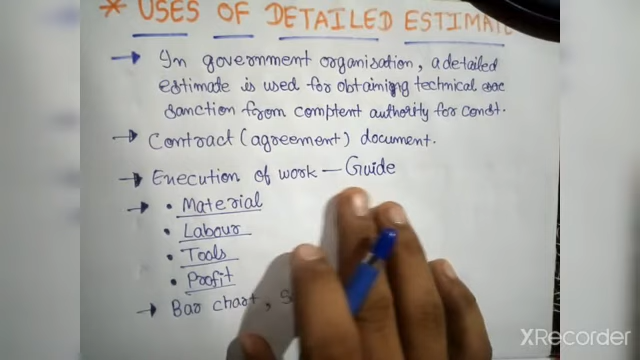 * USES OF DETAILED ESTIMATE
→ In government organisation, a detailed
estimate is used for obtaining technical
sanction from comptent authority for const.
→ Contract (agreement) document.
→ Execution of work — Guide
→ • Material
• Labour
• Tools
• Profit
→ Bar chart, S
XRecorder